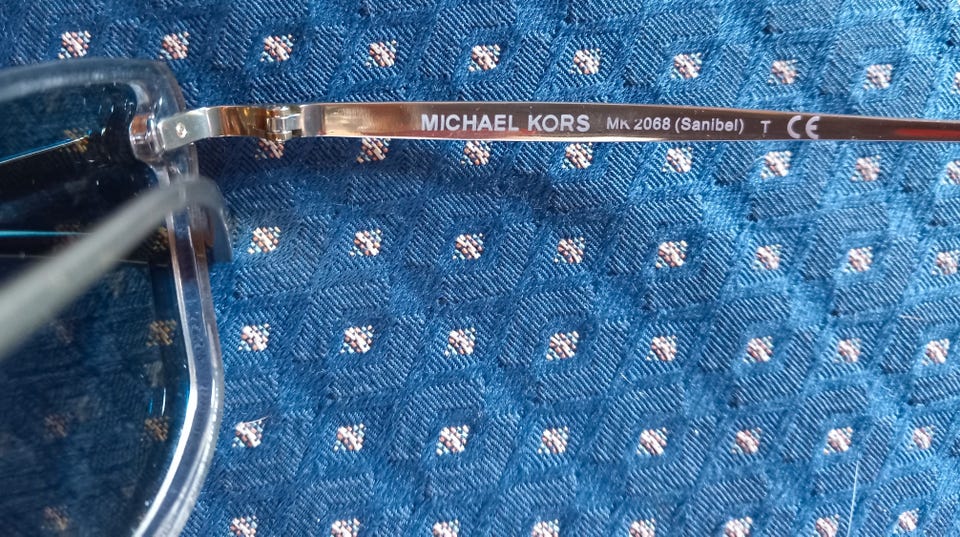 MICHAEL KORS MK 2068 (Sanibel) T CE